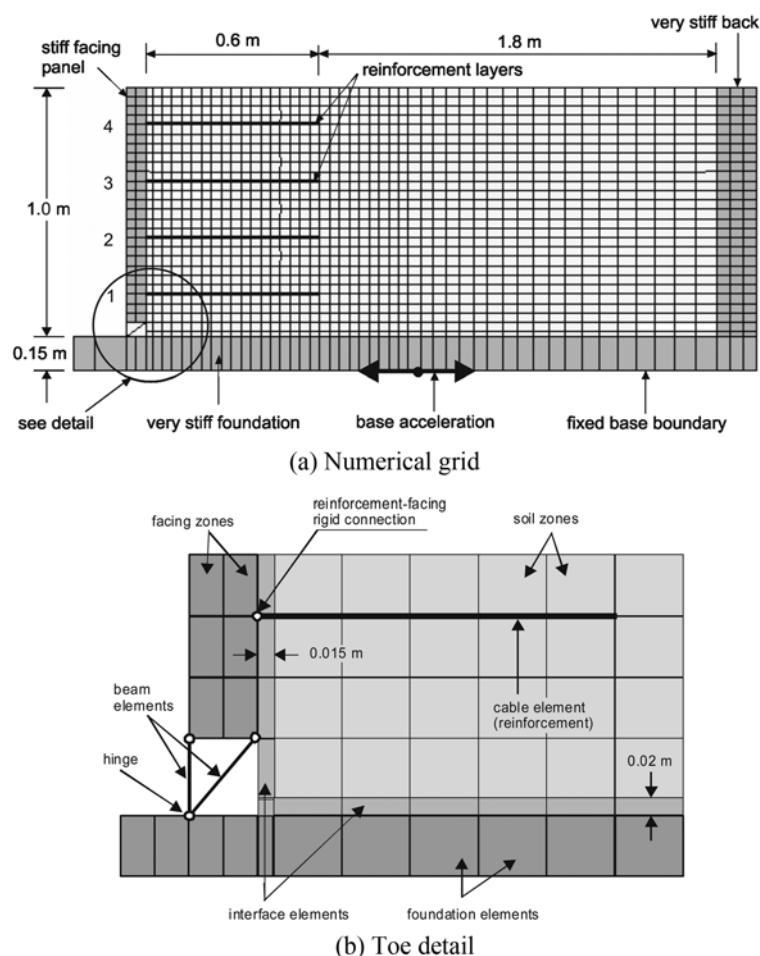 stiff facing
panel
0.6 m
1.8 m
very stiff back
reinforcement layers
4
3
1.0 m
2
1
0.15 m
see detail
very stiff foundation
base acceleration
fixed base boundary
(a) Numerical grid
reinforcement-facing
rigid connection
facing zones
soil zones
0.015 m
beam
elements
cable element
(reinforcement)
hinge
0.02 m
interface elements
foundation elements
(b) Toe detail